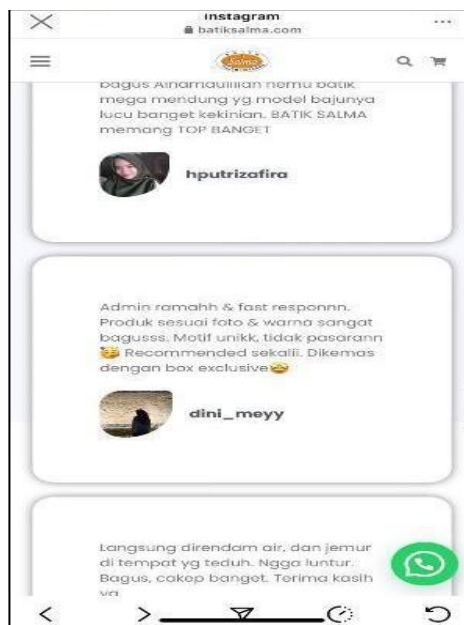 instagram
batiksalma.com
Salma
bagus Alhamdulillah nemu batik
mega mendung yg model bajunya
lucu banget kekinian. BATIK SALMA
memang TOP BANGET
hputrizafira
Admin ramahh & fast responnn.
Produk sesuai foto & warna sangat
bagusss. Motif unikk, tidak pasarann
🥳 Recommended sekalii. Dikemas
dengan box exclusive🤩
dini_meyy
Langsung direndam air, dan jemur
di tempat yg teduh. Ngga luntur.
Bagus, cakep banget. Terima kasih
ya